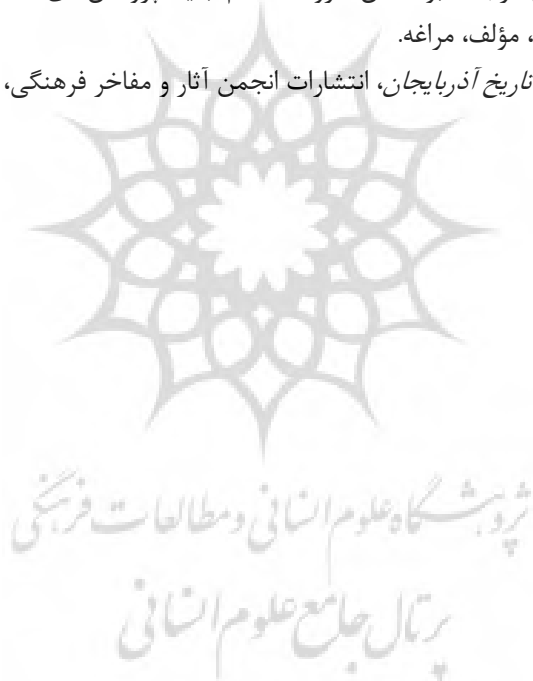 ، مؤلف، مراغه.
تاریخ آذربایجان، انتشارات انجمن آثار و مفاخر فرهنگی،
پژوهشگاه علوم انسانی و مطالعات فرهنگی
پرتال جامع علوم انسانی